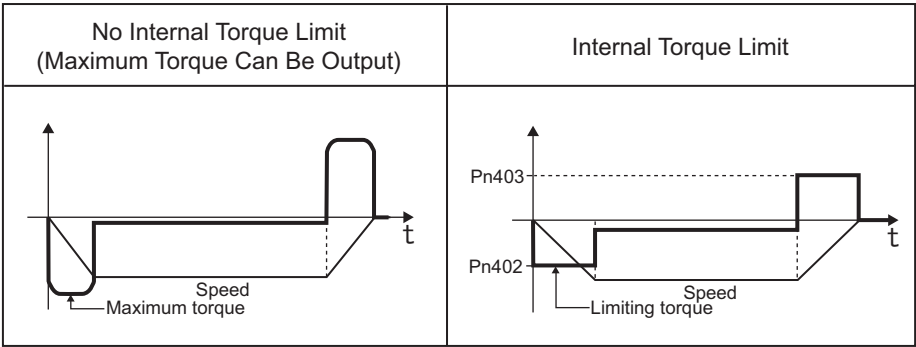 No Internal Torque Limit
(Maximum Torque Can Be Output)
Internal Torque Limit
t
Speed
Maximum torque
Pn403
t
Pn402
Speed
Limiting torque